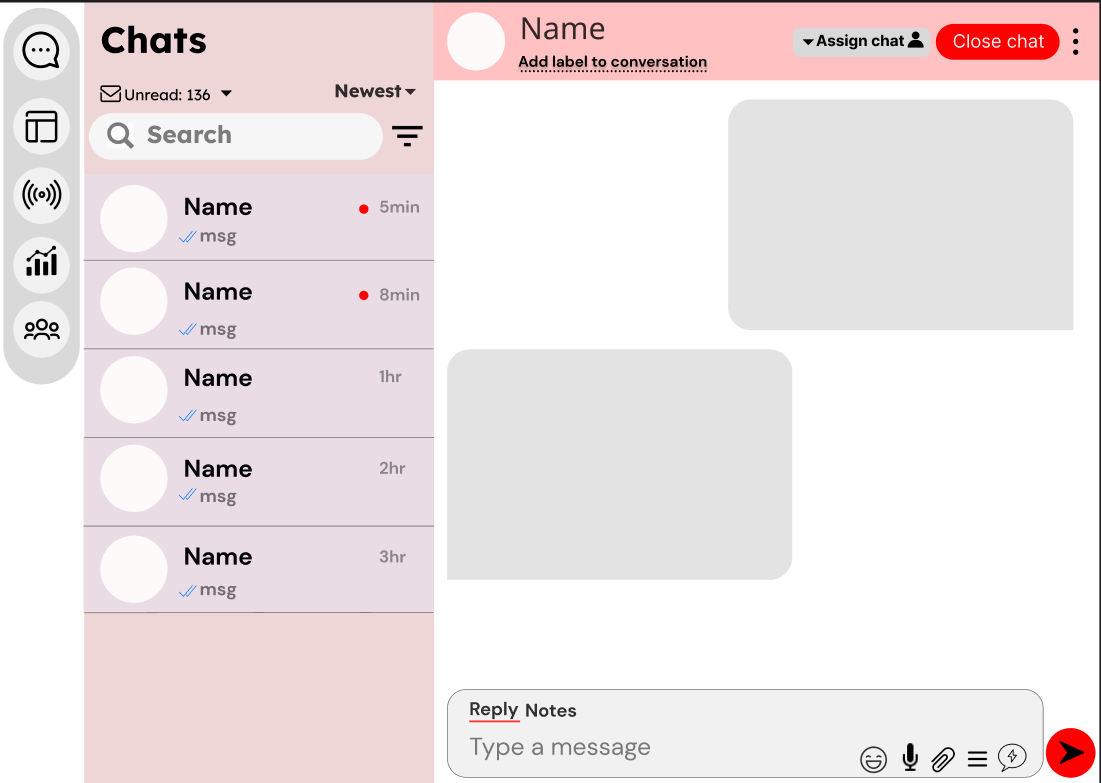 Chats
Unread: 136
Newest
Search
Name
5min
msg
Name
8min
msg
Name
1hr
msg
Name
2hr
msg
Name
3hr
msg
Name
Add label to conversation
Assign chat
Close chat
Reply Notes
Type a message